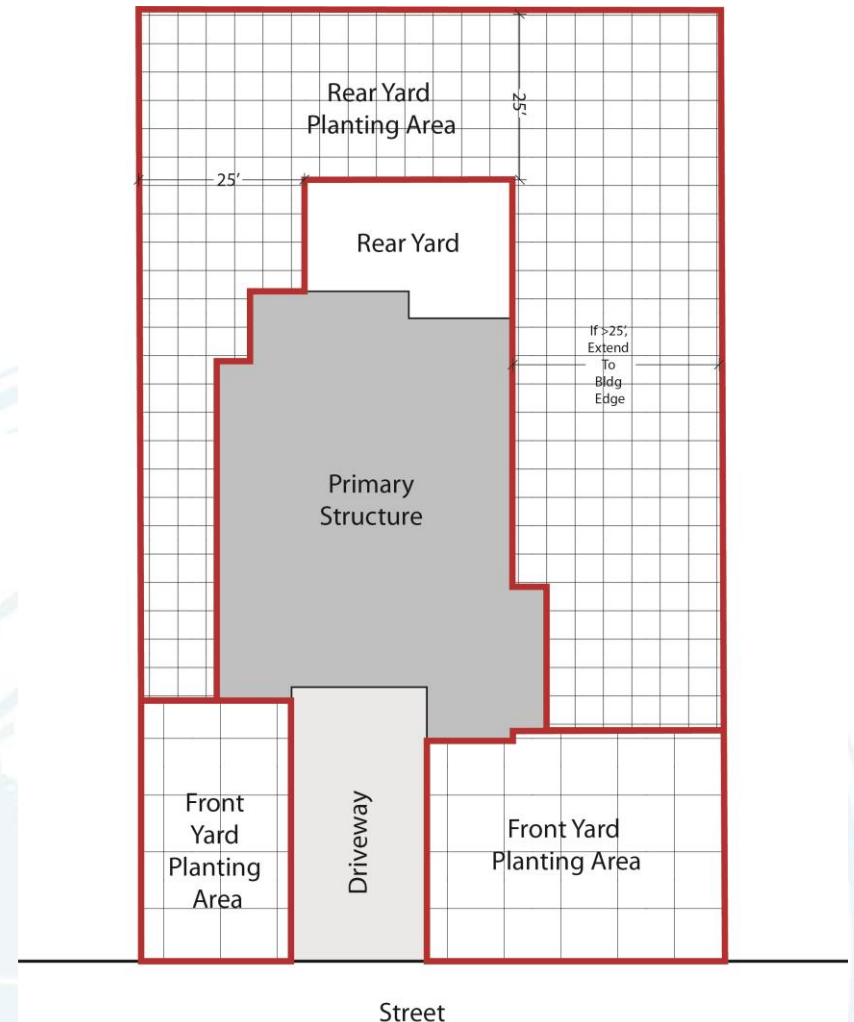 Rear Yard
Planting Area
25'
25'
Rear Yard
If >25',
Extend
To
Bldg
Edge
Primary
Structure
Front
Yard
Planting
Area
Driveway
Front Yard
Planting Area
Street